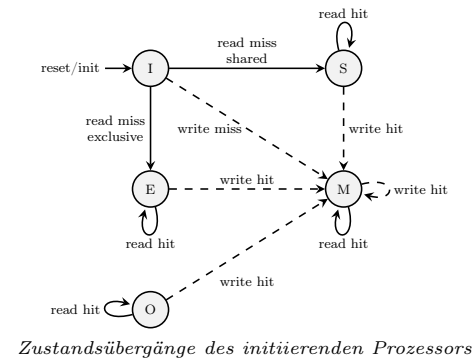 read hit
read miss
shared
reset/init
I
S
read miss
exclusive
write miss
write hit
write hit
E
M
write hit
read hit
read hit
write hit
read hit
O
Zustandsübergänge des initiierenden Prozessors